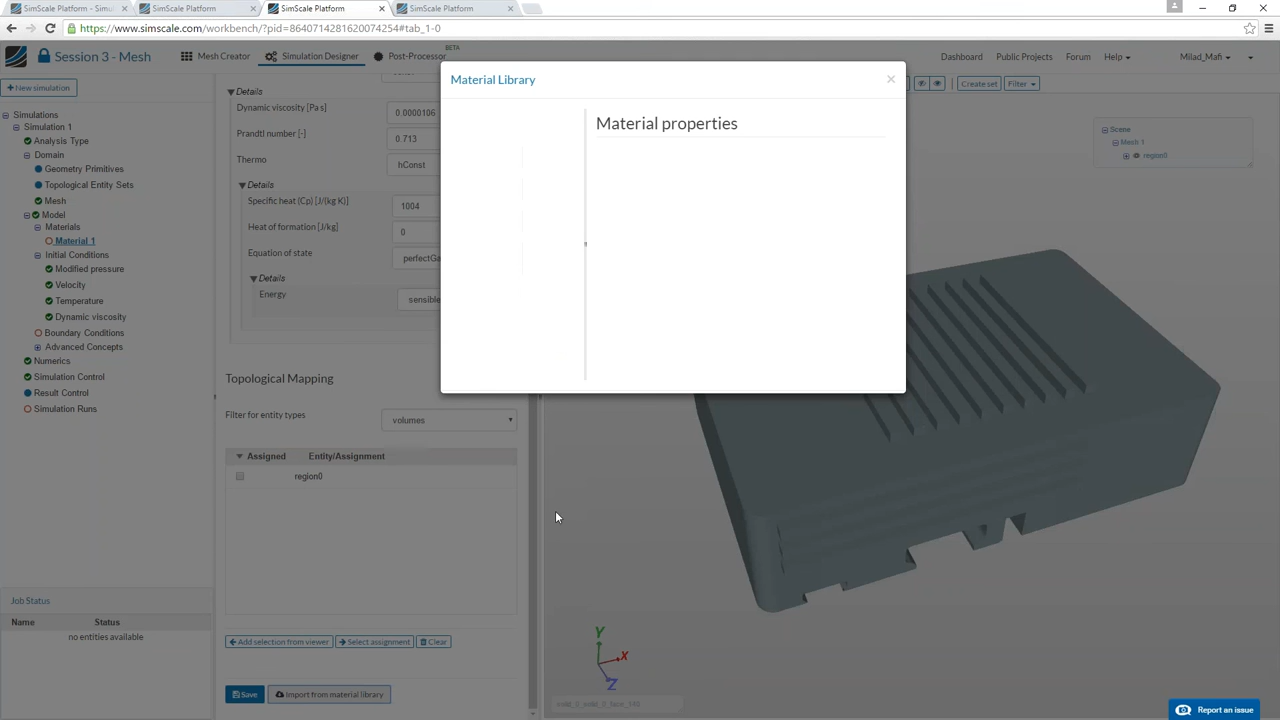 SimScale Platform - Simu
SimScale Platform
SimScale Platform
SimScale Platform
https://www.simscale.com/workbench/?pid=8640714281620074254#tab_1-0
Session 3 - Mesh
Mesh Creator
Simulation Designer
Post-Processor
BETA
Dashboard
Public Projects
Forum
Help
Milad_Mafi
+ New simulation
Simulations
Simulation 1
Analysis Type
Domain
Geometry Primitives
Topological Entity Sets
Mesh
Model
Materials
Material 1
Initial Conditions
Modified pressure
Velocity
Temperature
Dynamic viscosity
Boundary Conditions
Advanced Concepts
Numerics
Simulation Control
Result Control
Simulation Runs
Job Status
Name Status
no entities available
Details
Dynamic viscosity [Pa s]
0.0000106
Prandtl number [-]
0.713
Thermo
hConst
Details
Specific heat (Cp) [J/(kg K)]
1004
Heat of formation [J/kg]
0
Equation of state
perfectGa
Details
Energy
sensible
Topological Mapping
Filter for entity types
volumes
Assigned Entity/Assignment
region0
Add selection from viewer
Select assignment
Clear
Save
Import from material library
Material Library
×
Material properties
Create set
Filter
Scene
Mesh 1
region0
Y
X
Z
Report an issue